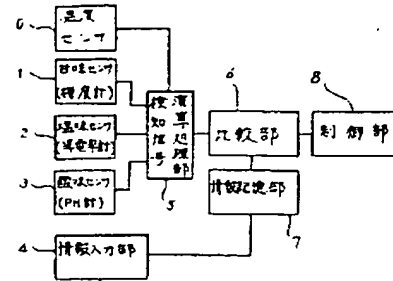 0
温度
センサ
1
甘味センサ
(糖度計)
2
塩味センサ
(導電率計)
3
酸味センサ
(PH計)
検知信号
演算処理部
5
6
比較部
8
制御部
情報記憶部
7
4
情報入力部